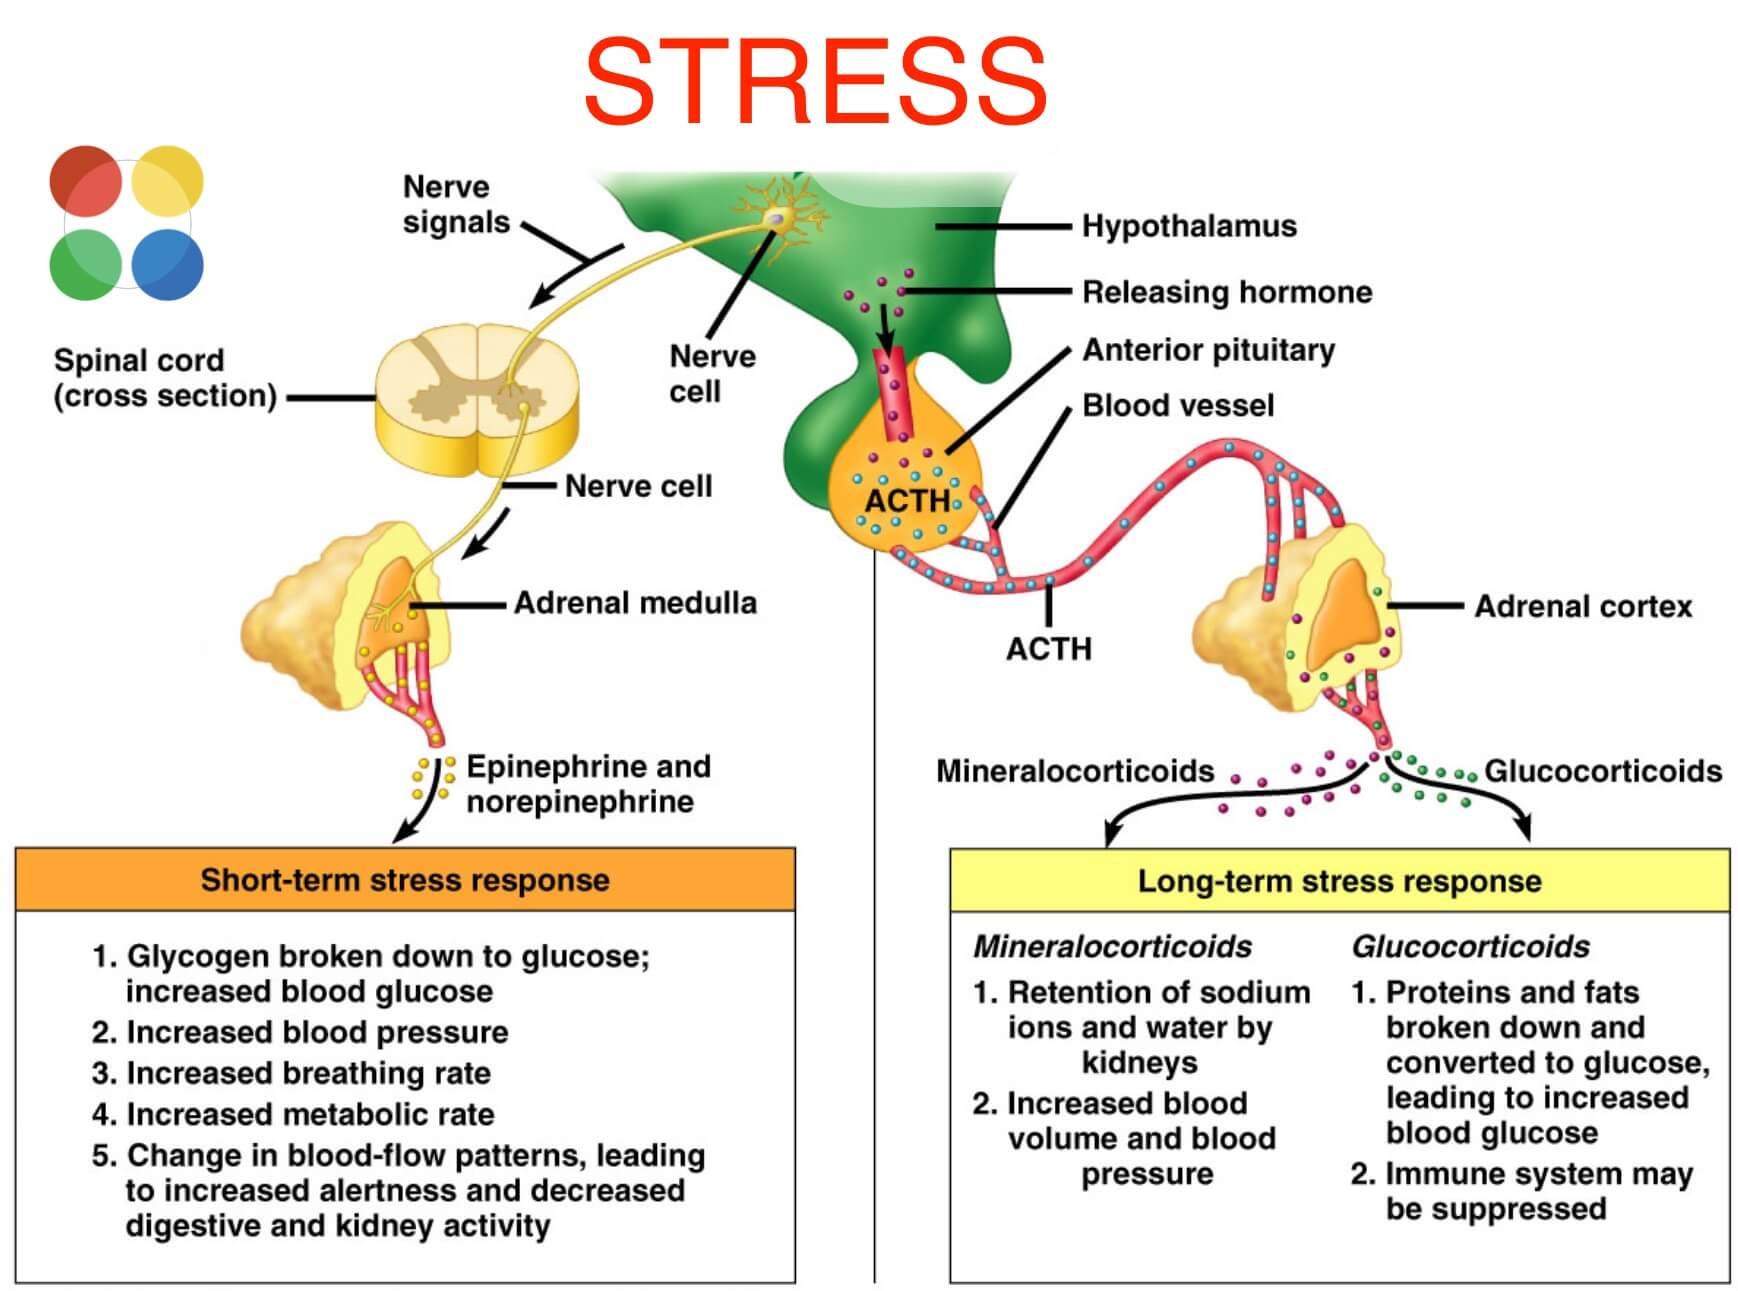 STRESS
Nerve
signals
Hypothalamus
Releasing hormone
Anterior pituitary
Blood vessel
Nerve
cell
Spinal cord
(cross section)
Nerve cell
ACTH
Adrenal medulla
ACTH
Adrenal cortex
Epinephrine and
norepinephrine
Mineralocorticoids
Glucocorticoids
Short-term stress response
1. Glycogen broken down to glucose;
increased blood glucose
2. Increased blood pressure
3. Increased breathing rate
4. Increased metabolic rate
5. Change in blood-flow patterns, leading
to increased alertness and decreased
digestive and kidney activity
Long-term stress response
Mineralocorticoids
1. Retention of sodium
ions and water by
kidneys
2. Increased blood
volume and blood
pressure
Glucocorticoids
1. Proteins and fats
broken down and
converted to glucose,
leading to increased
blood glucose
2. Immune system may
be suppressed